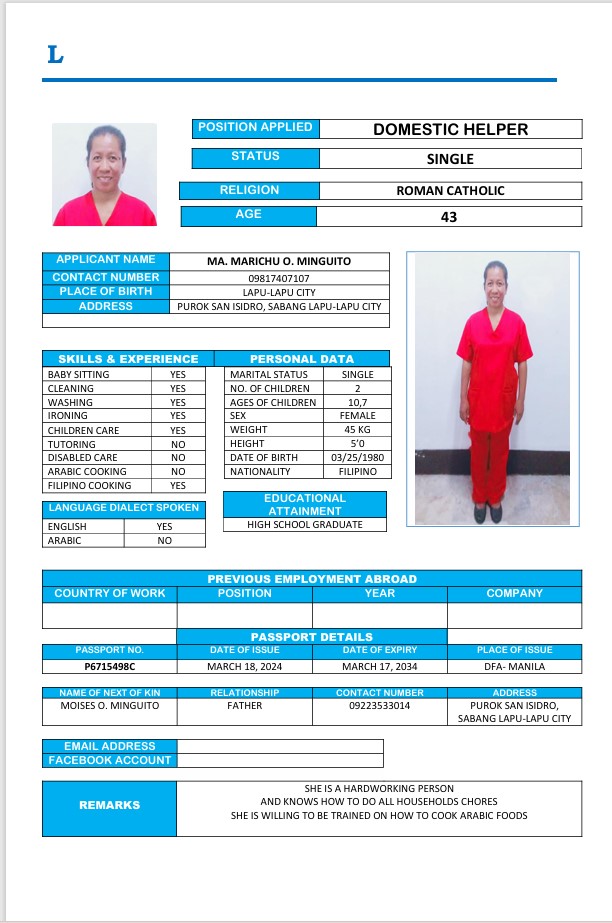 L
POSITION APPLIED DOMESTIC HELPER
STATUS SINGLE
RELIGION ROMAN CATHOLIC
AGE 43
APPLICANT NAME MA. MARICHU O. MINGUITO
CONTACT NUMBER 09817407107
PLACE OF BIRTH LAPU-LAPU CITY
ADDRESS PUROK SAN ISIDRO, SABANG LAPU-LAPU CITY
SKILLS & EXPERIENCE PERSONAL DATA
BABY SITTING YES MARITAL STATUS SINGLE
CLEANING YES NO. OF CHILDREN 2
WASHING YES AGES OF CHILDREN 10,7
IRONING YES SEX FEMALE
CHILDREN CARE YES WEIGHT 45 KG
TUTORING NO HEIGHT 5’0
DISABLED CARE NO DATE OF BIRTH 03/25/1980
ARABIC COOKING NO NATIONALITY FILIPINO
FILIPINO COOKING YES
LANGUAGE DIALECT SPOKEN
ENGLISH YES
ARABIC NO
EDUCATIONAL
ATTAINMENT
HIGH SCHOOL GRADUATE
PREVIOUS EMPLOYMENT ABROAD
COUNTRY OF WORK POSITION YEAR COMPANY
PASSPORT DETAILS
PASSPORT NO. DATE OF ISSUE DATE OF EXPIRY PLACE OF ISSUE
P6715498C MARCH 18, 2024 MARCH 17, 2034 DFA- MANILA
NAME OF NEXT OF KIN RELATIONSHIP CONTACT NUMBER ADDRESS
MOISES O. MINGUITO FATHER 09223533014 PUROK SAN ISIDRO,
SABANG LAPU-LAPU CITY
EMAIL ADDRESS
FACEBOOK ACCOUNT
REMARKS
SHE IS A HARDWORKING PERSON
AND KNOWS HOW TO DO ALL HOUSEHOLDS CHORES
SHE IS WILLING TO BE TRAINED ON HOW TO COOK ARABIC FOODS